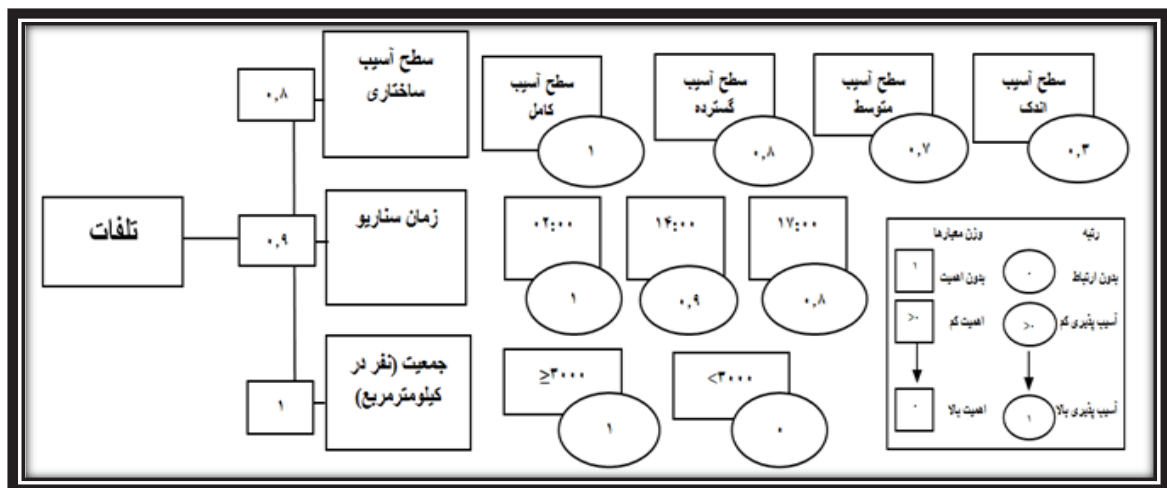 تلفات
۰,۸
سطح آسیب
ساختاری
سطح آسیب
کامل
۱
سطح آسیب
گسترده
۰,۸
سطح آسیب
متوسط
۰,۷
سطح آسیب
اندک
۰,۳
۰,۹
زمان سناریو
۰۲:۰۰
۱
۱۴:۰۰
۰,۹
۱۷:۰۰
۰,۸
۱
جمعیت (نفر در
کیلومترمربع)
≥۳۰۰۰
۱
<۳۰۰۰
۰
رتبه
وزن معیارها
۰
بدون ارتباط
۱
بدون اهمیت
>۰
آسیب پذیری کم
>۰
اهمیت کم
۱
آسیب پذیری بالا
۰
اهمیت بالا